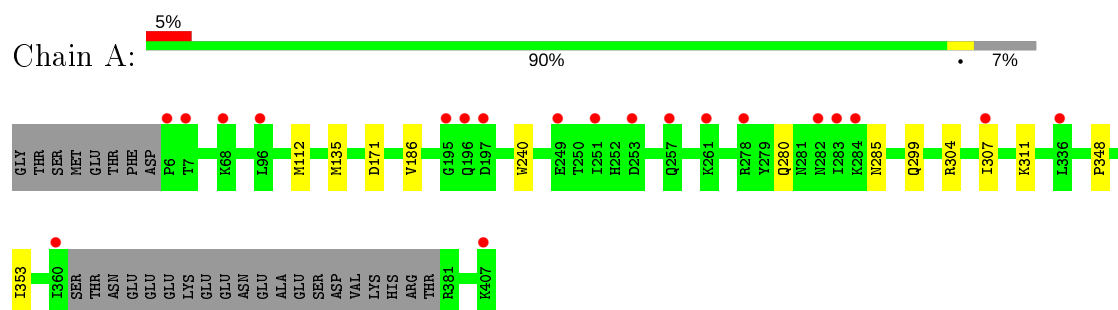 5%
Chain A:
90% • 7%
GLY THR SER MET GLU THR PHE ASP P6 T7 K68 L96 M112 M135 D171 V186 G195 Q196 D197 W240 E249 T250 I251 H252 D253 Q257 K261 R278 Y279 Q280 N281 N282 I283 K284 N285 Q299 R304 I307 K311 L336 P348
I353 I360 SER THR ASN GLU GLU GLU LYS GLU GLU ASN GLU ALA GLU SER ASP VAL LYS HIS ARG THR R381 K407